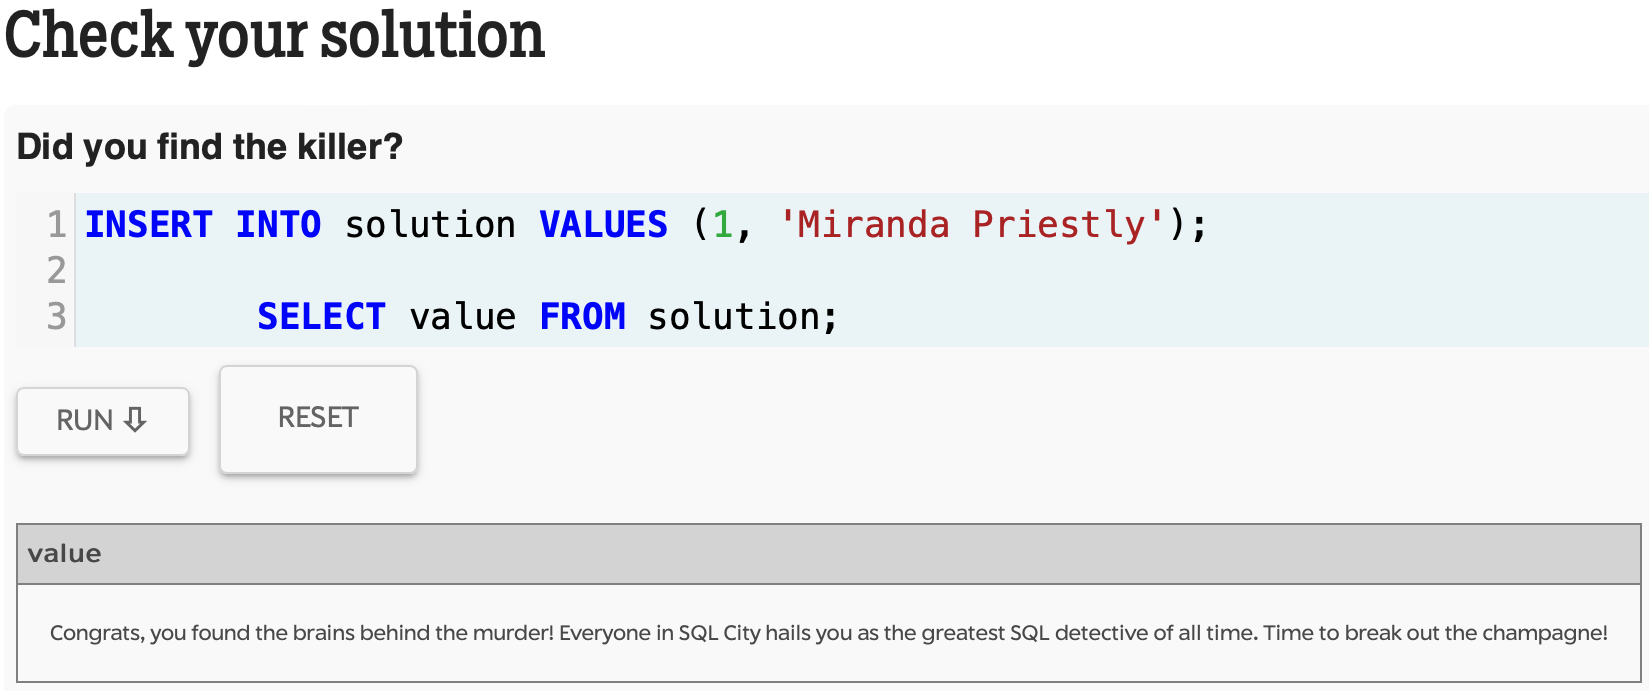 Check your solution
Did you find the killer?
1 INSERT INTO solution VALUES (1, 'Miranda Priestly');
2
3 SELECT value FROM solution;
RUN ⇩ RESET
value
Congrats, you found the brains behind the murder! Everyone in SQL City hails you as the greatest SQL detective of all time. Time to break out the champagne!